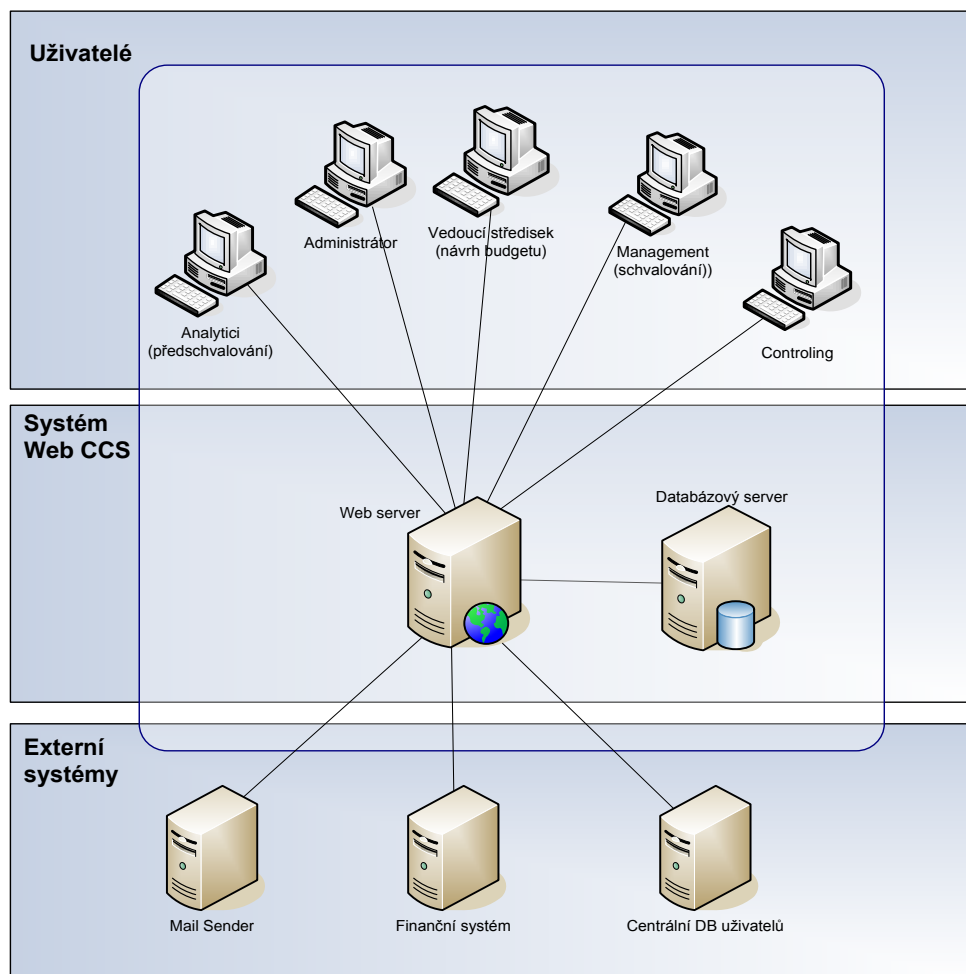 Uživatelé
Administrátor
Vedoucí středisek
(návrh budgetu)
Management
(schvalování))
Analytici
(předschvalování)
Controling
Systém
Web CCS
Web server
Databázový server
Externí
systémy
Mail Sender
Finanční systém
Centrální DB uživatelů